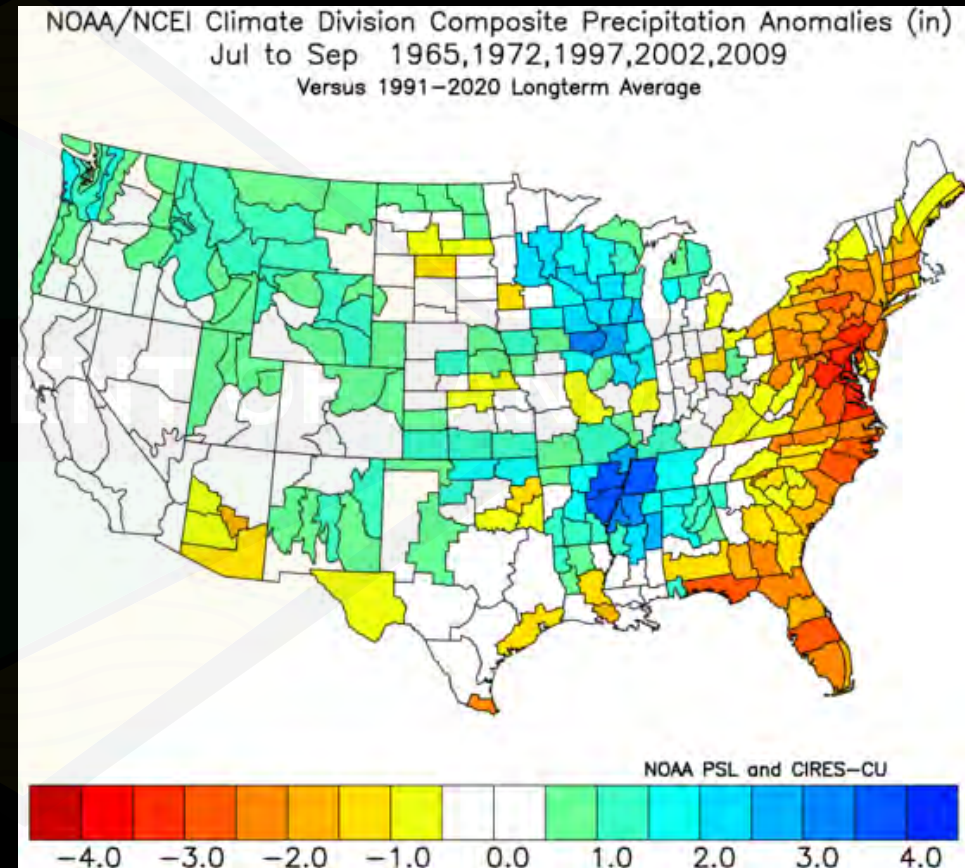 NOAA/NCEI Climate Division Composite Precipitation Anomalies (in)
Jul to Sep 1965,1972,1997,2002,2009
Versus 1991-2020 Longterm Average
NOAA PSL and CIRES-CU
-4.0 -3.0 -2.0 -1.0 0.0 1.0 2.0 3.0 4.0